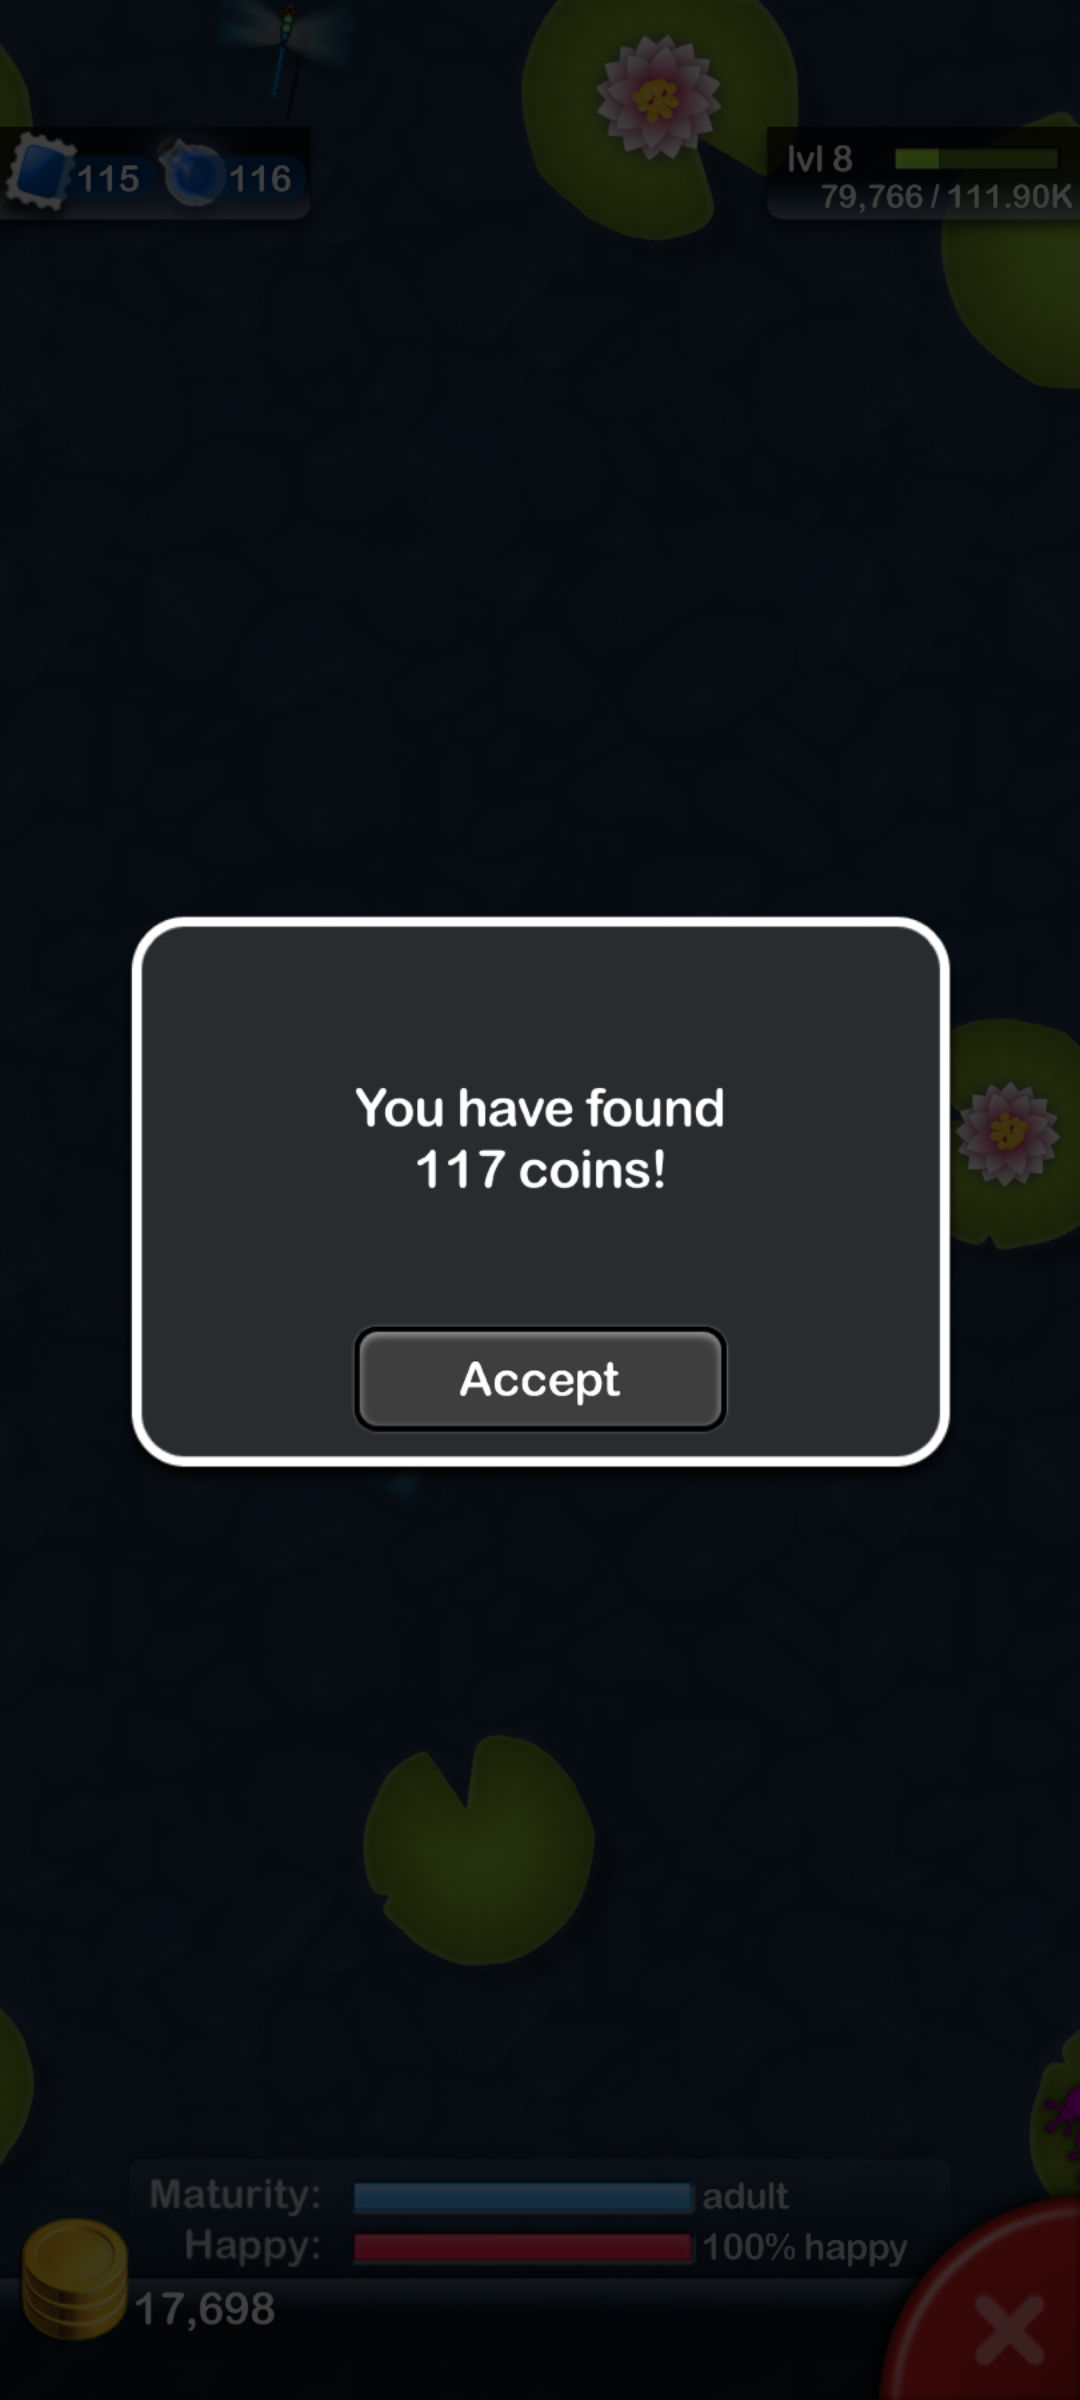 115 116
lvl 8
79,766 / 111.90K
You have found
117 coins!
Accept
Maturity: adult
Happy: 100% happy
17,698